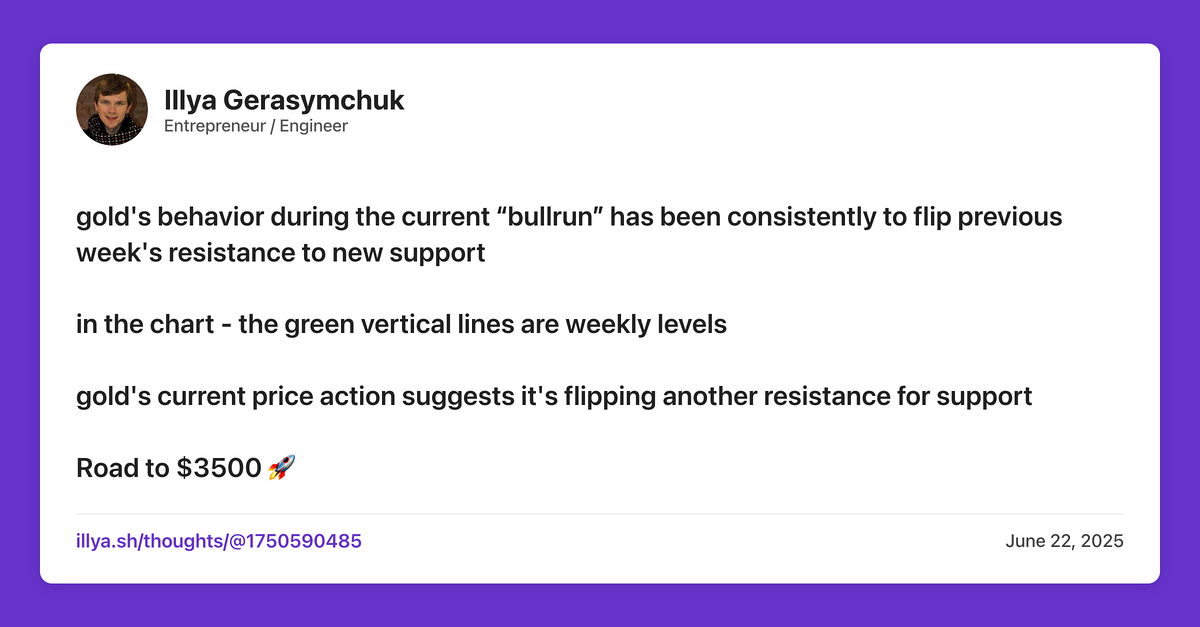 Illya Gerasymchuk
Entrepreneur / Engineer
gold's behavior during the current “bullrun” has been consistently to flip previous
week's resistance to new support
in the chart - the green vertical lines are weekly levels
gold's current price action suggests it's flipping another resistance for support
Road to $3500 🚀
illya.sh/thoughts/@1750590485
June 22, 2025